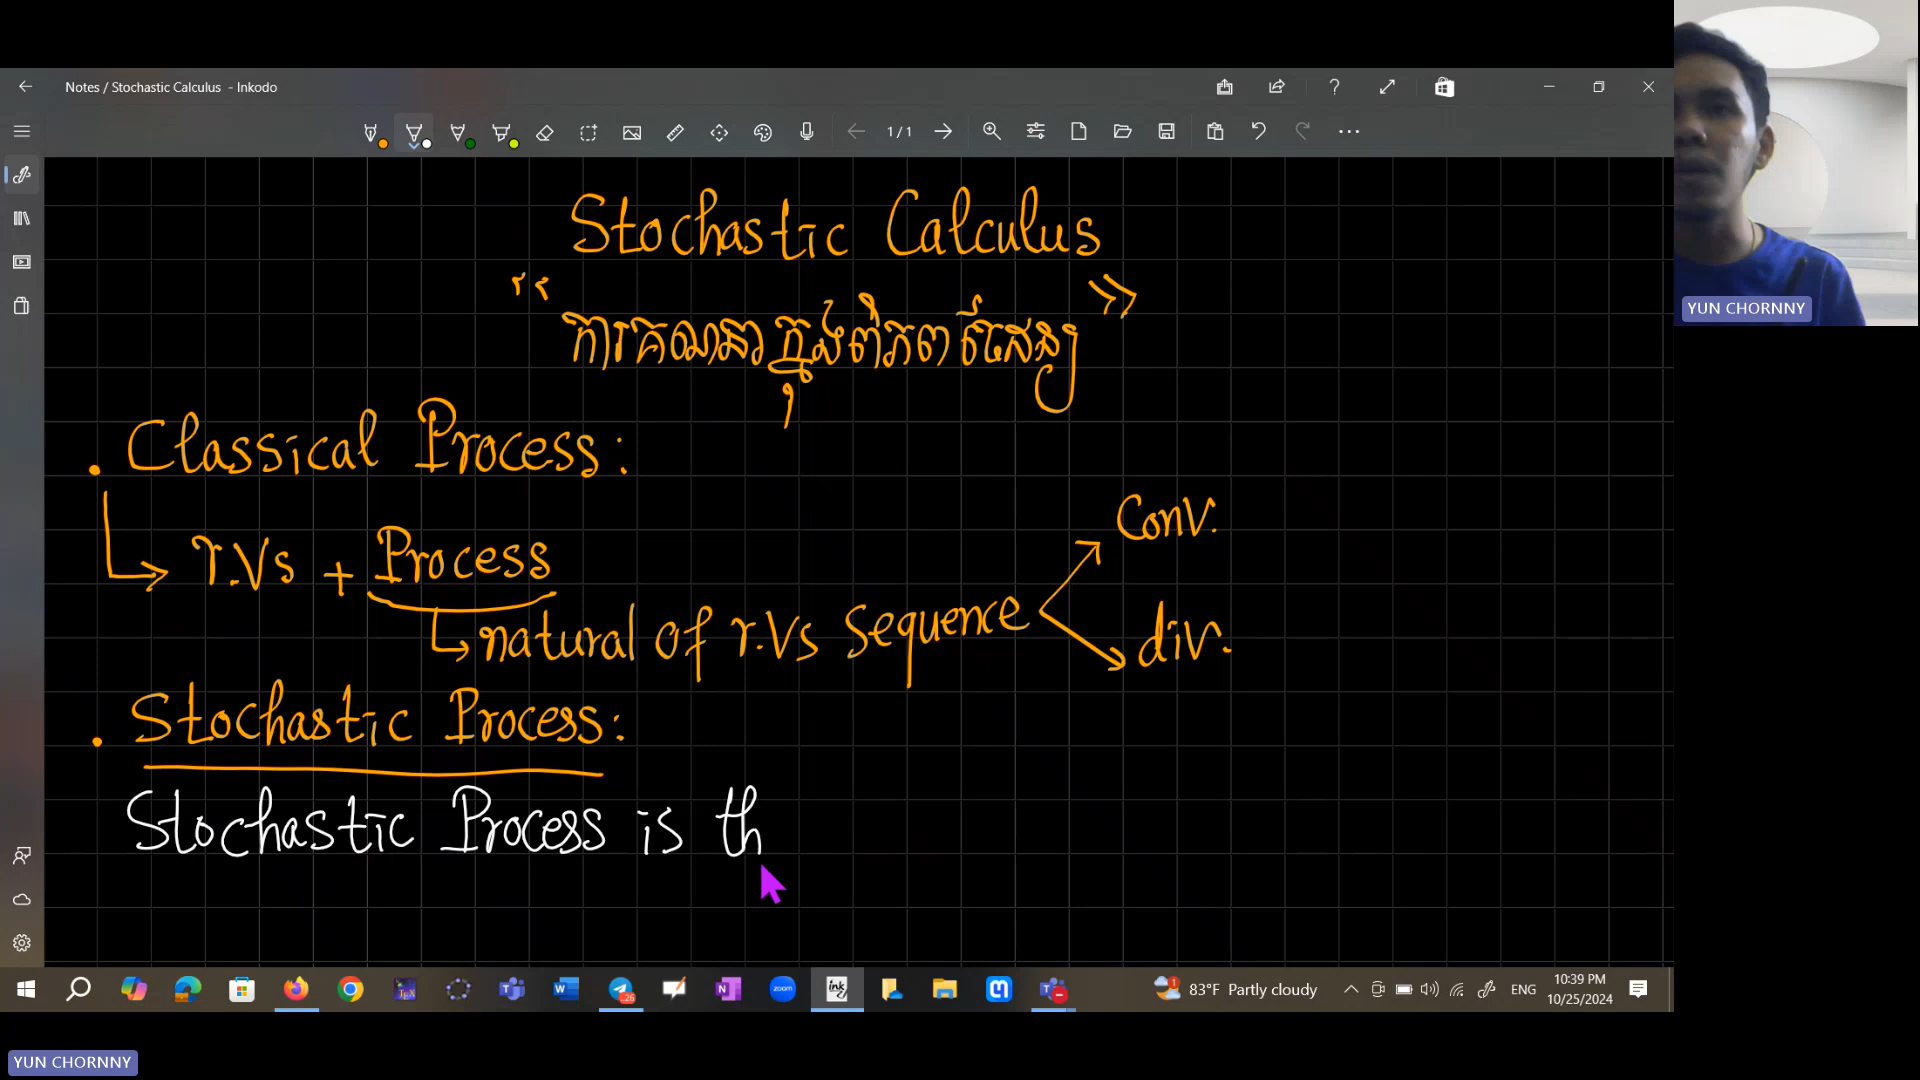 YUN CHORNNY
Notes / Stochastic Calculus - Inkodo
1/1
Stochastic Calculus
“ ការគណនាក្នុងពិភពចៃដន្យ ”
. Classical Process:
r.Vs + Process
natural of r.Vs Sequence
Conv.
div.
. Stochastic Process:
Stochastic Process is th
83°F Partly cloudy
ENG
10:39 PM
10/25/2024
YUN CHORNNY